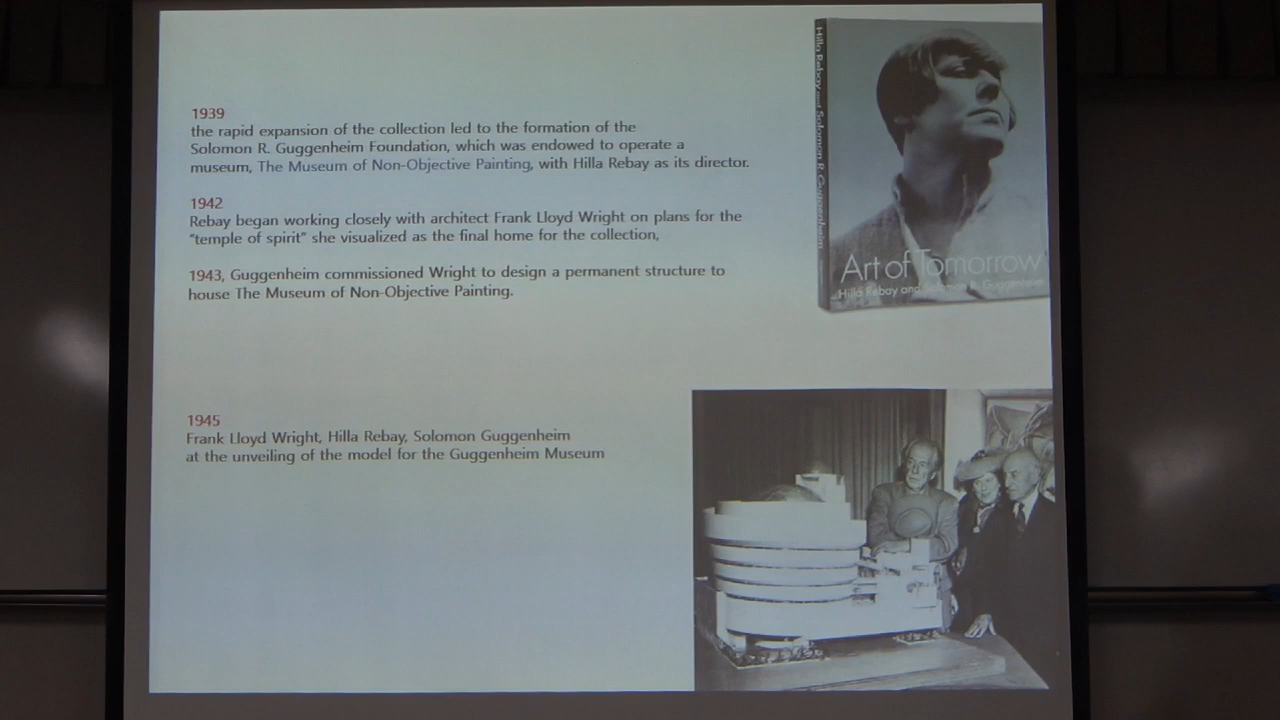 1939
the rapid expansion of the collection led to the formation of the
Solomon R. Guggenheim Foundation, which was endowed to operate a
museum, The Museum of Non-Objective Painting, with Hilla Rebay as its director.
1942
Rebay began working closely with architect Frank Lloyd Wright on plans for the
“temple of spirit” she visualized as the final home for the collection,
1943, Guggenheim commissioned Wright to design a permanent structure to
house The Museum of Non-Objective Painting.
Hilla Rebay and Solomon R. Guggenheim
Art of Tomorrow
Hilla Rebay and Solomon R. Guggenheim
1945
Frank Lloyd Wright, Hilla Rebay, Solomon Guggenheim
at the unveiling of the model for the Guggenheim Museum